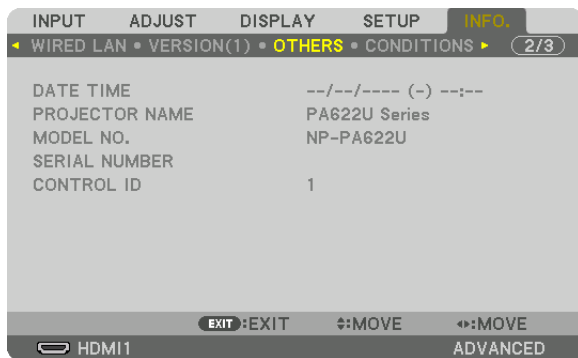 INPUT ADJUST DISPLAY SETUP INFO.
◄ WIRED LAN • VERSION(1) • OTHERS • CONDITIONS ► 2/3
DATE TIME --/--/---- (-) --:--
PROJECTOR NAME PA622U Series
MODEL NO. NP-PA622U
SERIAL NUMBER
CONTROL ID 1
EXIT :EXIT ⬍:MOVE ⬌:MOVE
HDMI1 ADVANCED